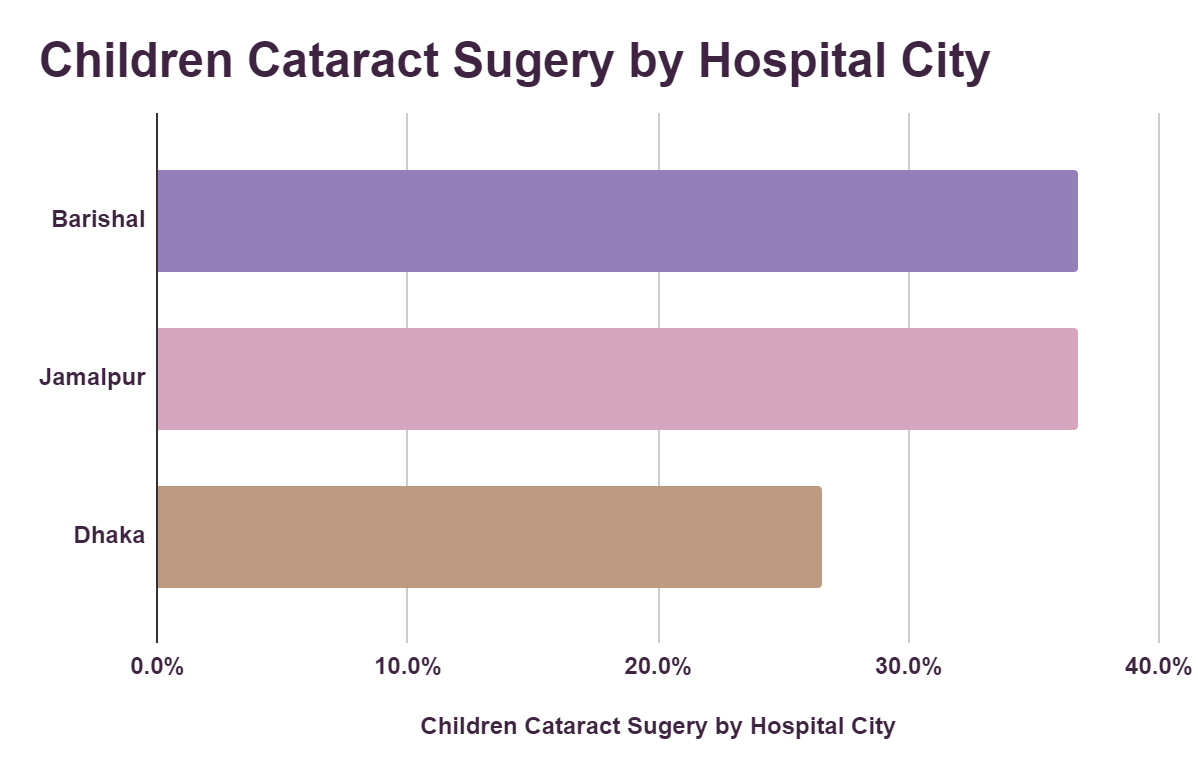 Children Cataract Sugery by Hospital City
Barishal
Jamalpur
Dhaka
0.0% 10.0% 20.0% 30.0% 40.0%
Children Cataract Sugery by Hospital City